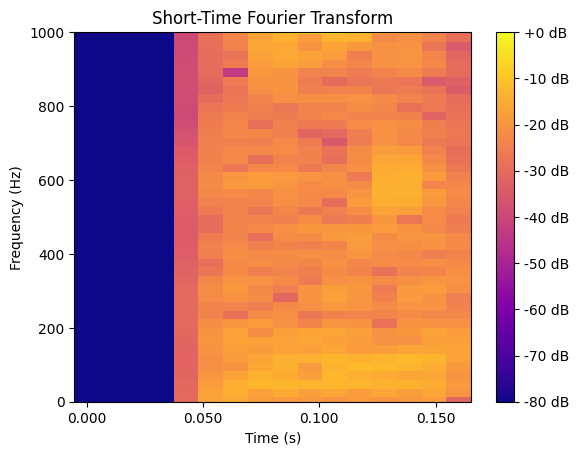 Short-Time Fourier Transform
1000
800
600
400
200
0
Frequency (Hz)
0.000
0.050
0.100
0.150
Time (s)
+0 dB
-10 dB
-20 dB
-30 dB
-40 dB
-50 dB
-60 dB
-70 dB
-80 dB